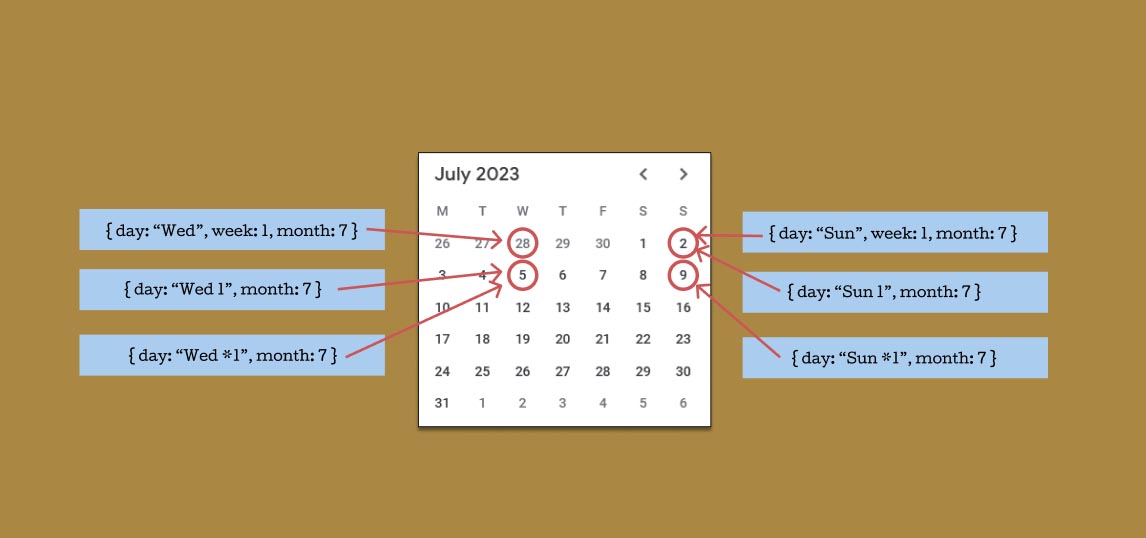 July 2023 < >
M T W T F S S
26 27 28 29 30 1 2
3 4 5 6 7 8 9
10 11 12 13 14 15 16
17 18 19 20 21 22 23
24 25 26 27 28 29 30
31 1 2 3 4 5 6
{ day: “Wed”, week: 1, month: 7 }
{ day: “Wed 1”, month: 7 }
{ day: “Wed *1”, month: 7 }
{ day: “Sun”, week: 1, month: 7 }
{ day: “Sun 1”, month: 7 }
{ day: “Sun *1”, month: 7 }